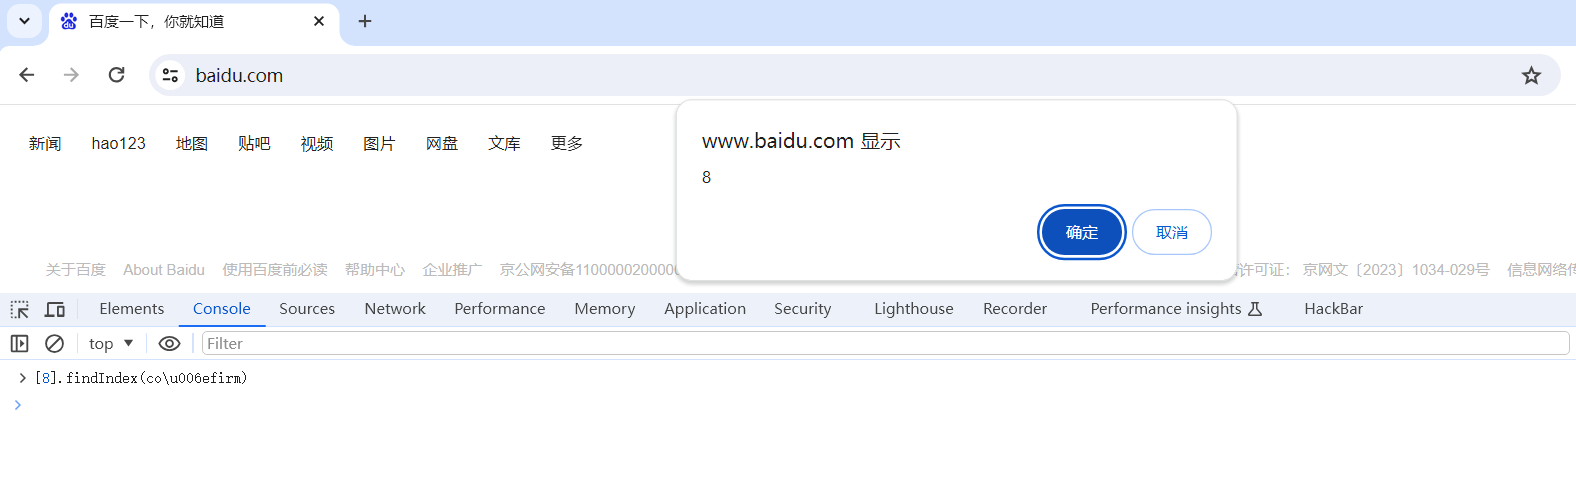 百度一下，你就知道
baidu.com
新闻 hao123 地图 贴吧 视频 图片 网盘 文库 更多
www.baidu.com 显示
8
确定 取消
关于百度 About Baidu 使用百度前必读 帮助中心 企业推广 京公网安备110000020000 许可证： 京网文〔2023〕1034-029号 信息网络传
Elements Console Sources Network Performance Memory Application Security Lighthouse Recorder Performance insights HackBar
top Filter
[8].findIndex(co\u006efirm)